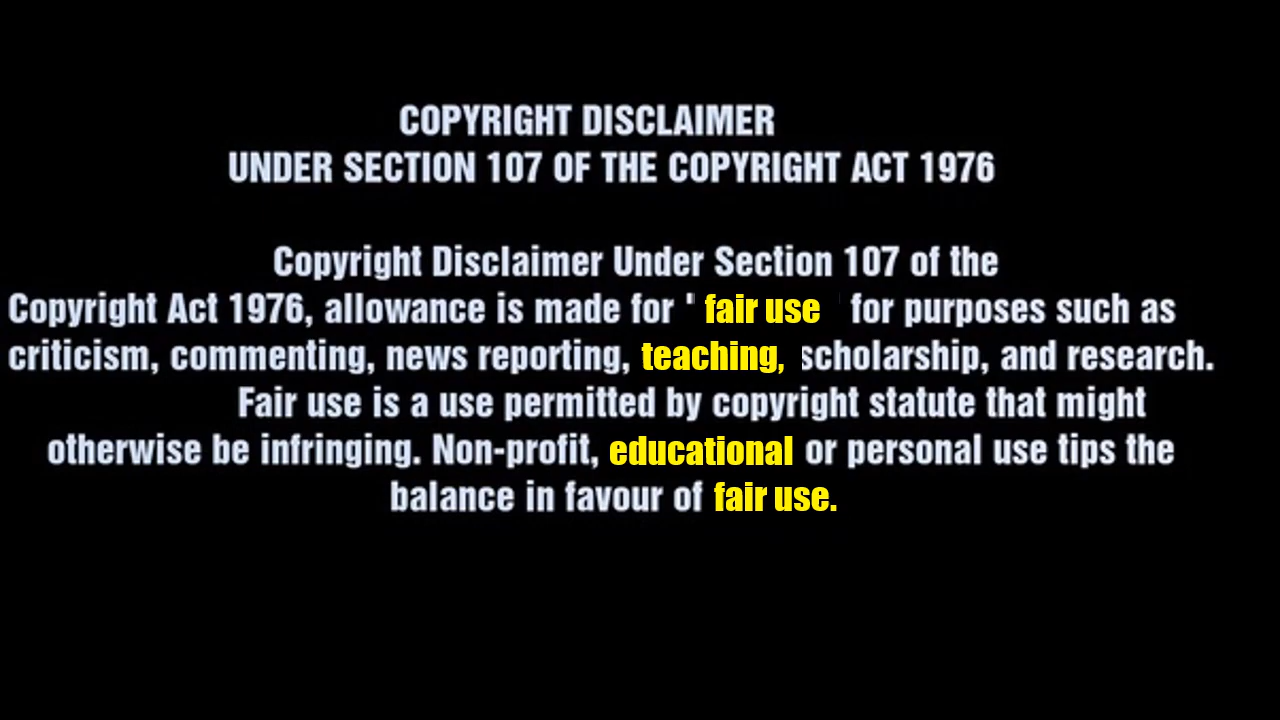 COPYRIGHT DISCLAIMER
UNDER SECTION 107 OF THE COPYRIGHT ACT 1976
Copyright Disclaimer Under Section 107 of the
Copyright Act 1976, allowance is made for ' fair use for purposes such as
criticism, commenting, news reporting, teaching, scholarship, and research.
Fair use is a use permitted by copyright statute that might
otherwise be infringing. Non-profit, educational or personal use tips the
balance in favour of fair use.